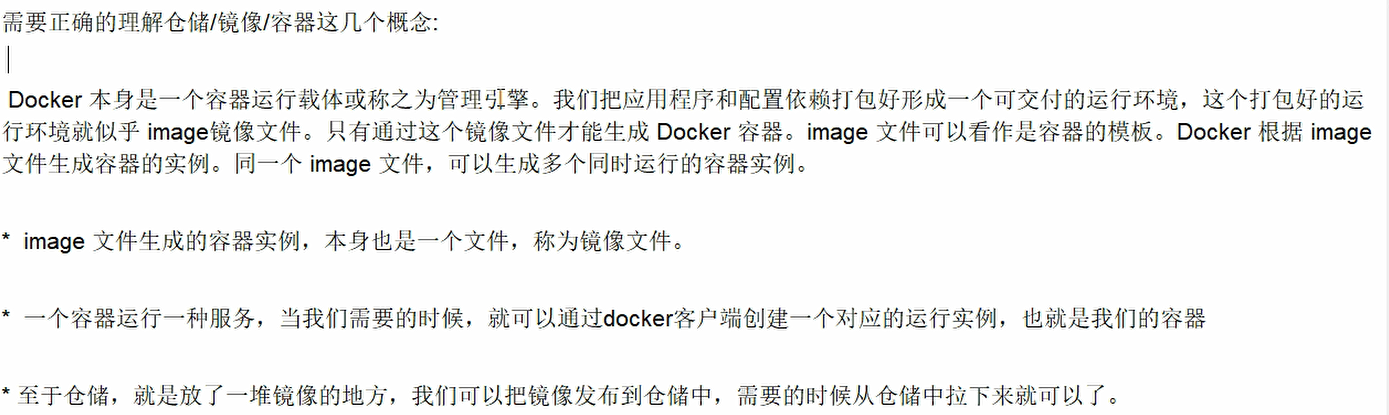 需要正确的理解仓储/镜像/容器这几个概念:
Docker 本身是一个容器运行载体或称之为管理引擎。我们把应用程序和配置依赖打包好形成一个可交付的运行环境，这个打包好的运
行环境就似乎 image镜像文件。只有通过这个镜像文件才能生成 Docker 容器。image 文件可以看作是容器的模板。Docker 根据 image
文件生成容器的实例。同一个 image 文件，可以生成多个同时运行的容器实例。
* image 文件生成的容器实例，本身也是一个文件，称为镜像文件。
* 一个容器运行一种服务，当我们需要的时候，就可以通过docker客户端创建一个对应的运行实例，也就是我们的容器
* 至于仓储，就是放了一堆镜像的地方，我们可以把镜像发布到仓储中，需要的时候从仓储中拉下来就可以了。